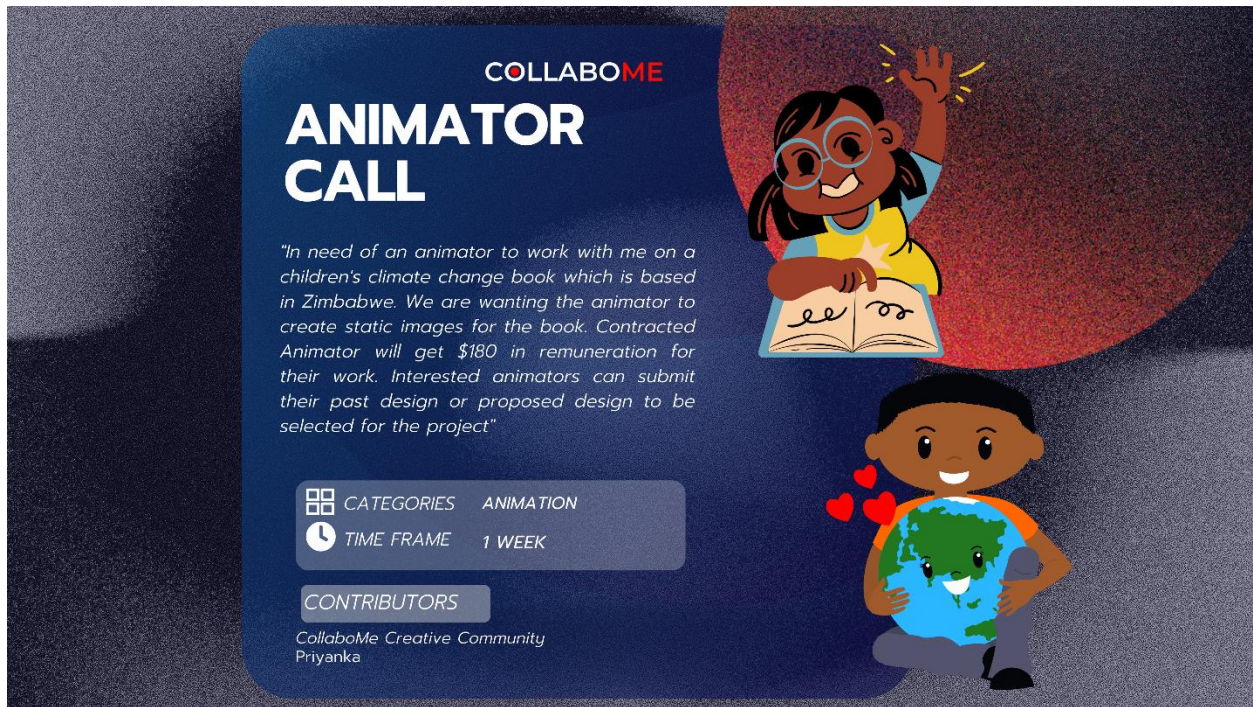 COLLABOME
ANIMATOR
CALL
"In need of an animator to work with me on a
children's climate change book which is based
in Zimbabwe. We are wanting the animator to
create static images for the book. Contracted
Animator will get $180 in remuneration for
their work. Interested animators can submit
their past design or proposed design to be
selected for the project"
CATEGORIES ANIMATION
TIME FRAME 1 WEEK
CONTRIBUTORS
CollaboMe Creative Community
Priyanka